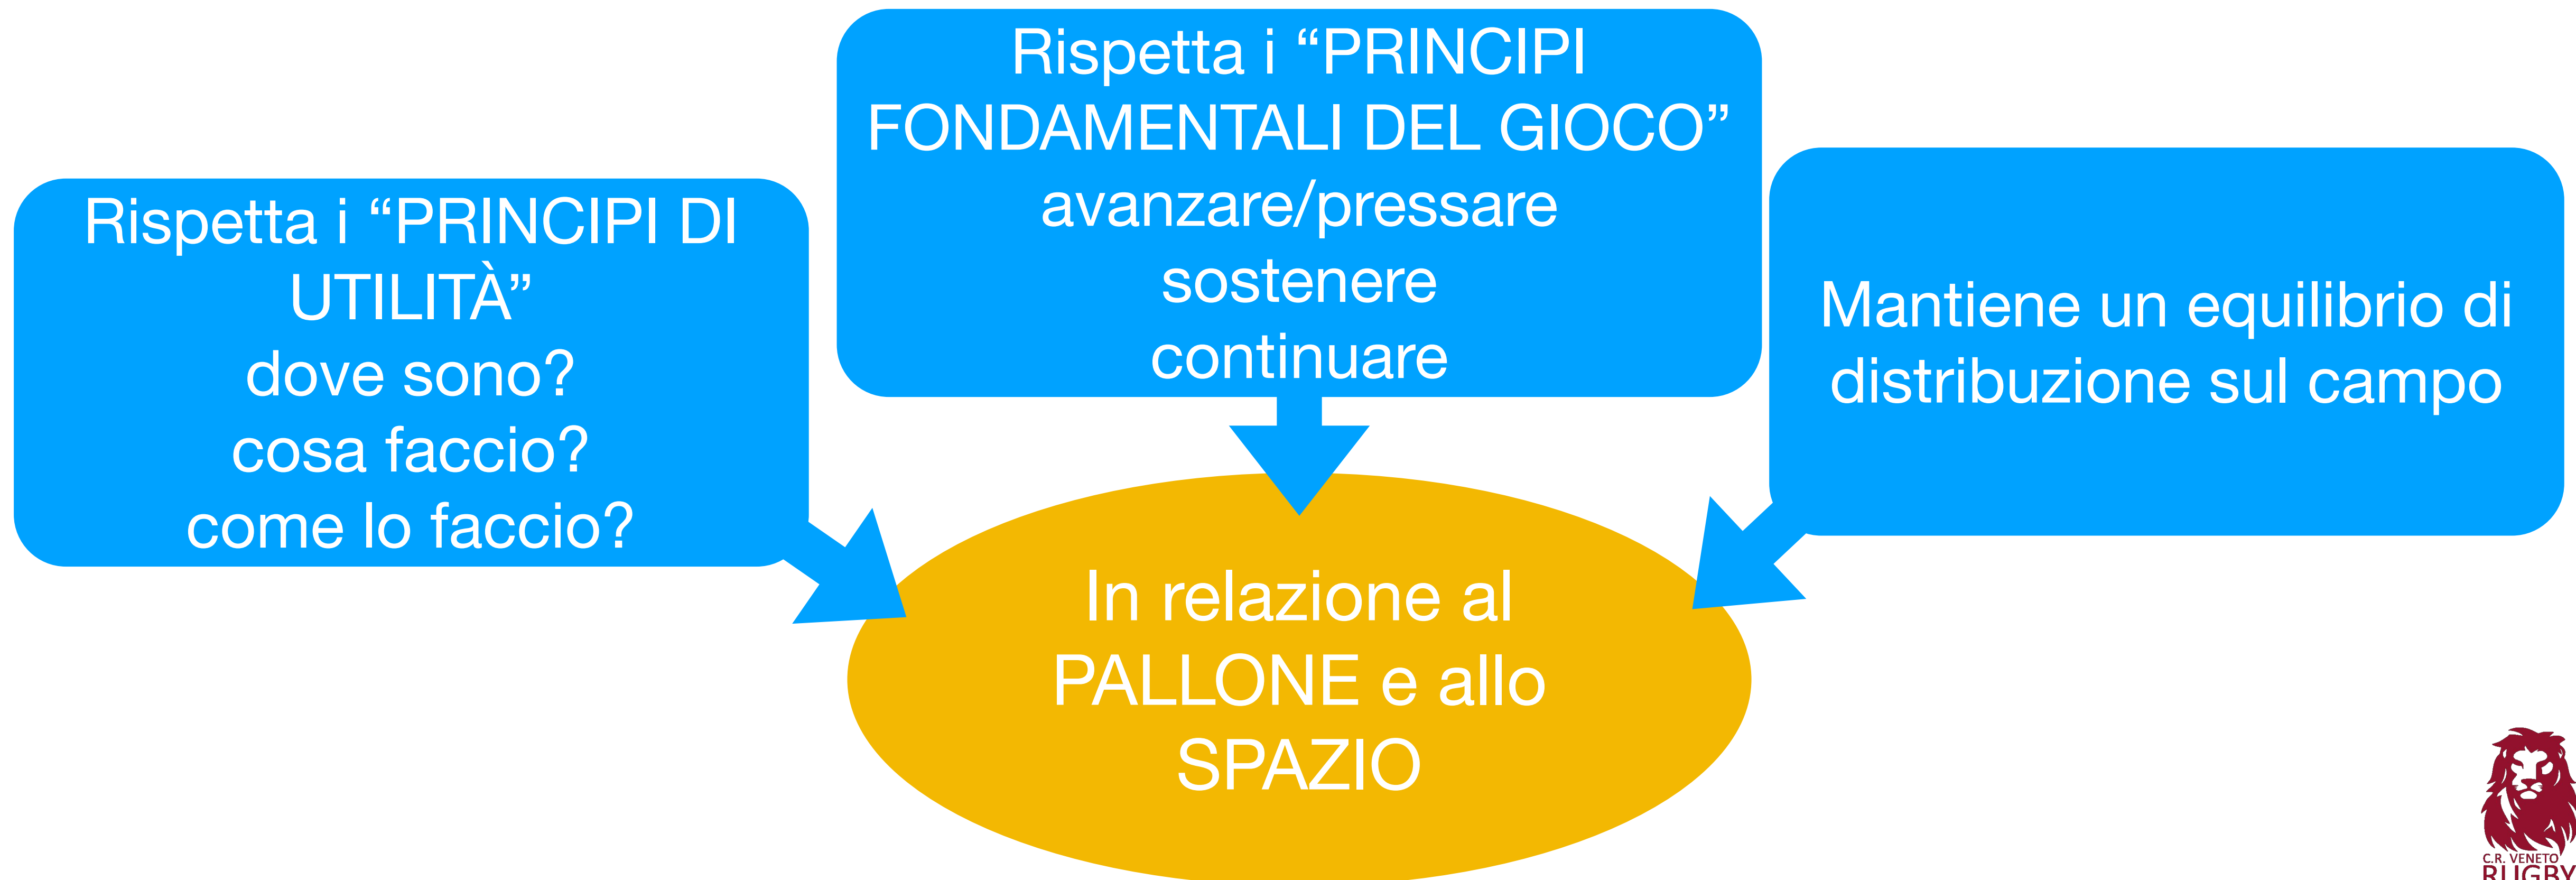 Rispetta i “PRINCIPI DI
UTILITÀ”
dove sono?
cosa faccio?
come lo faccio?
Rispetta i “PRINCIPI
FONDAMENTALI DEL GIOCO”
avanzare/pressare
sostenere
continuare
Mantiene un equilibrio di
distribuzione sul campo
In relazione al
PALLONE e allo
SPAZIO
C.R. VENETO
RUGBY